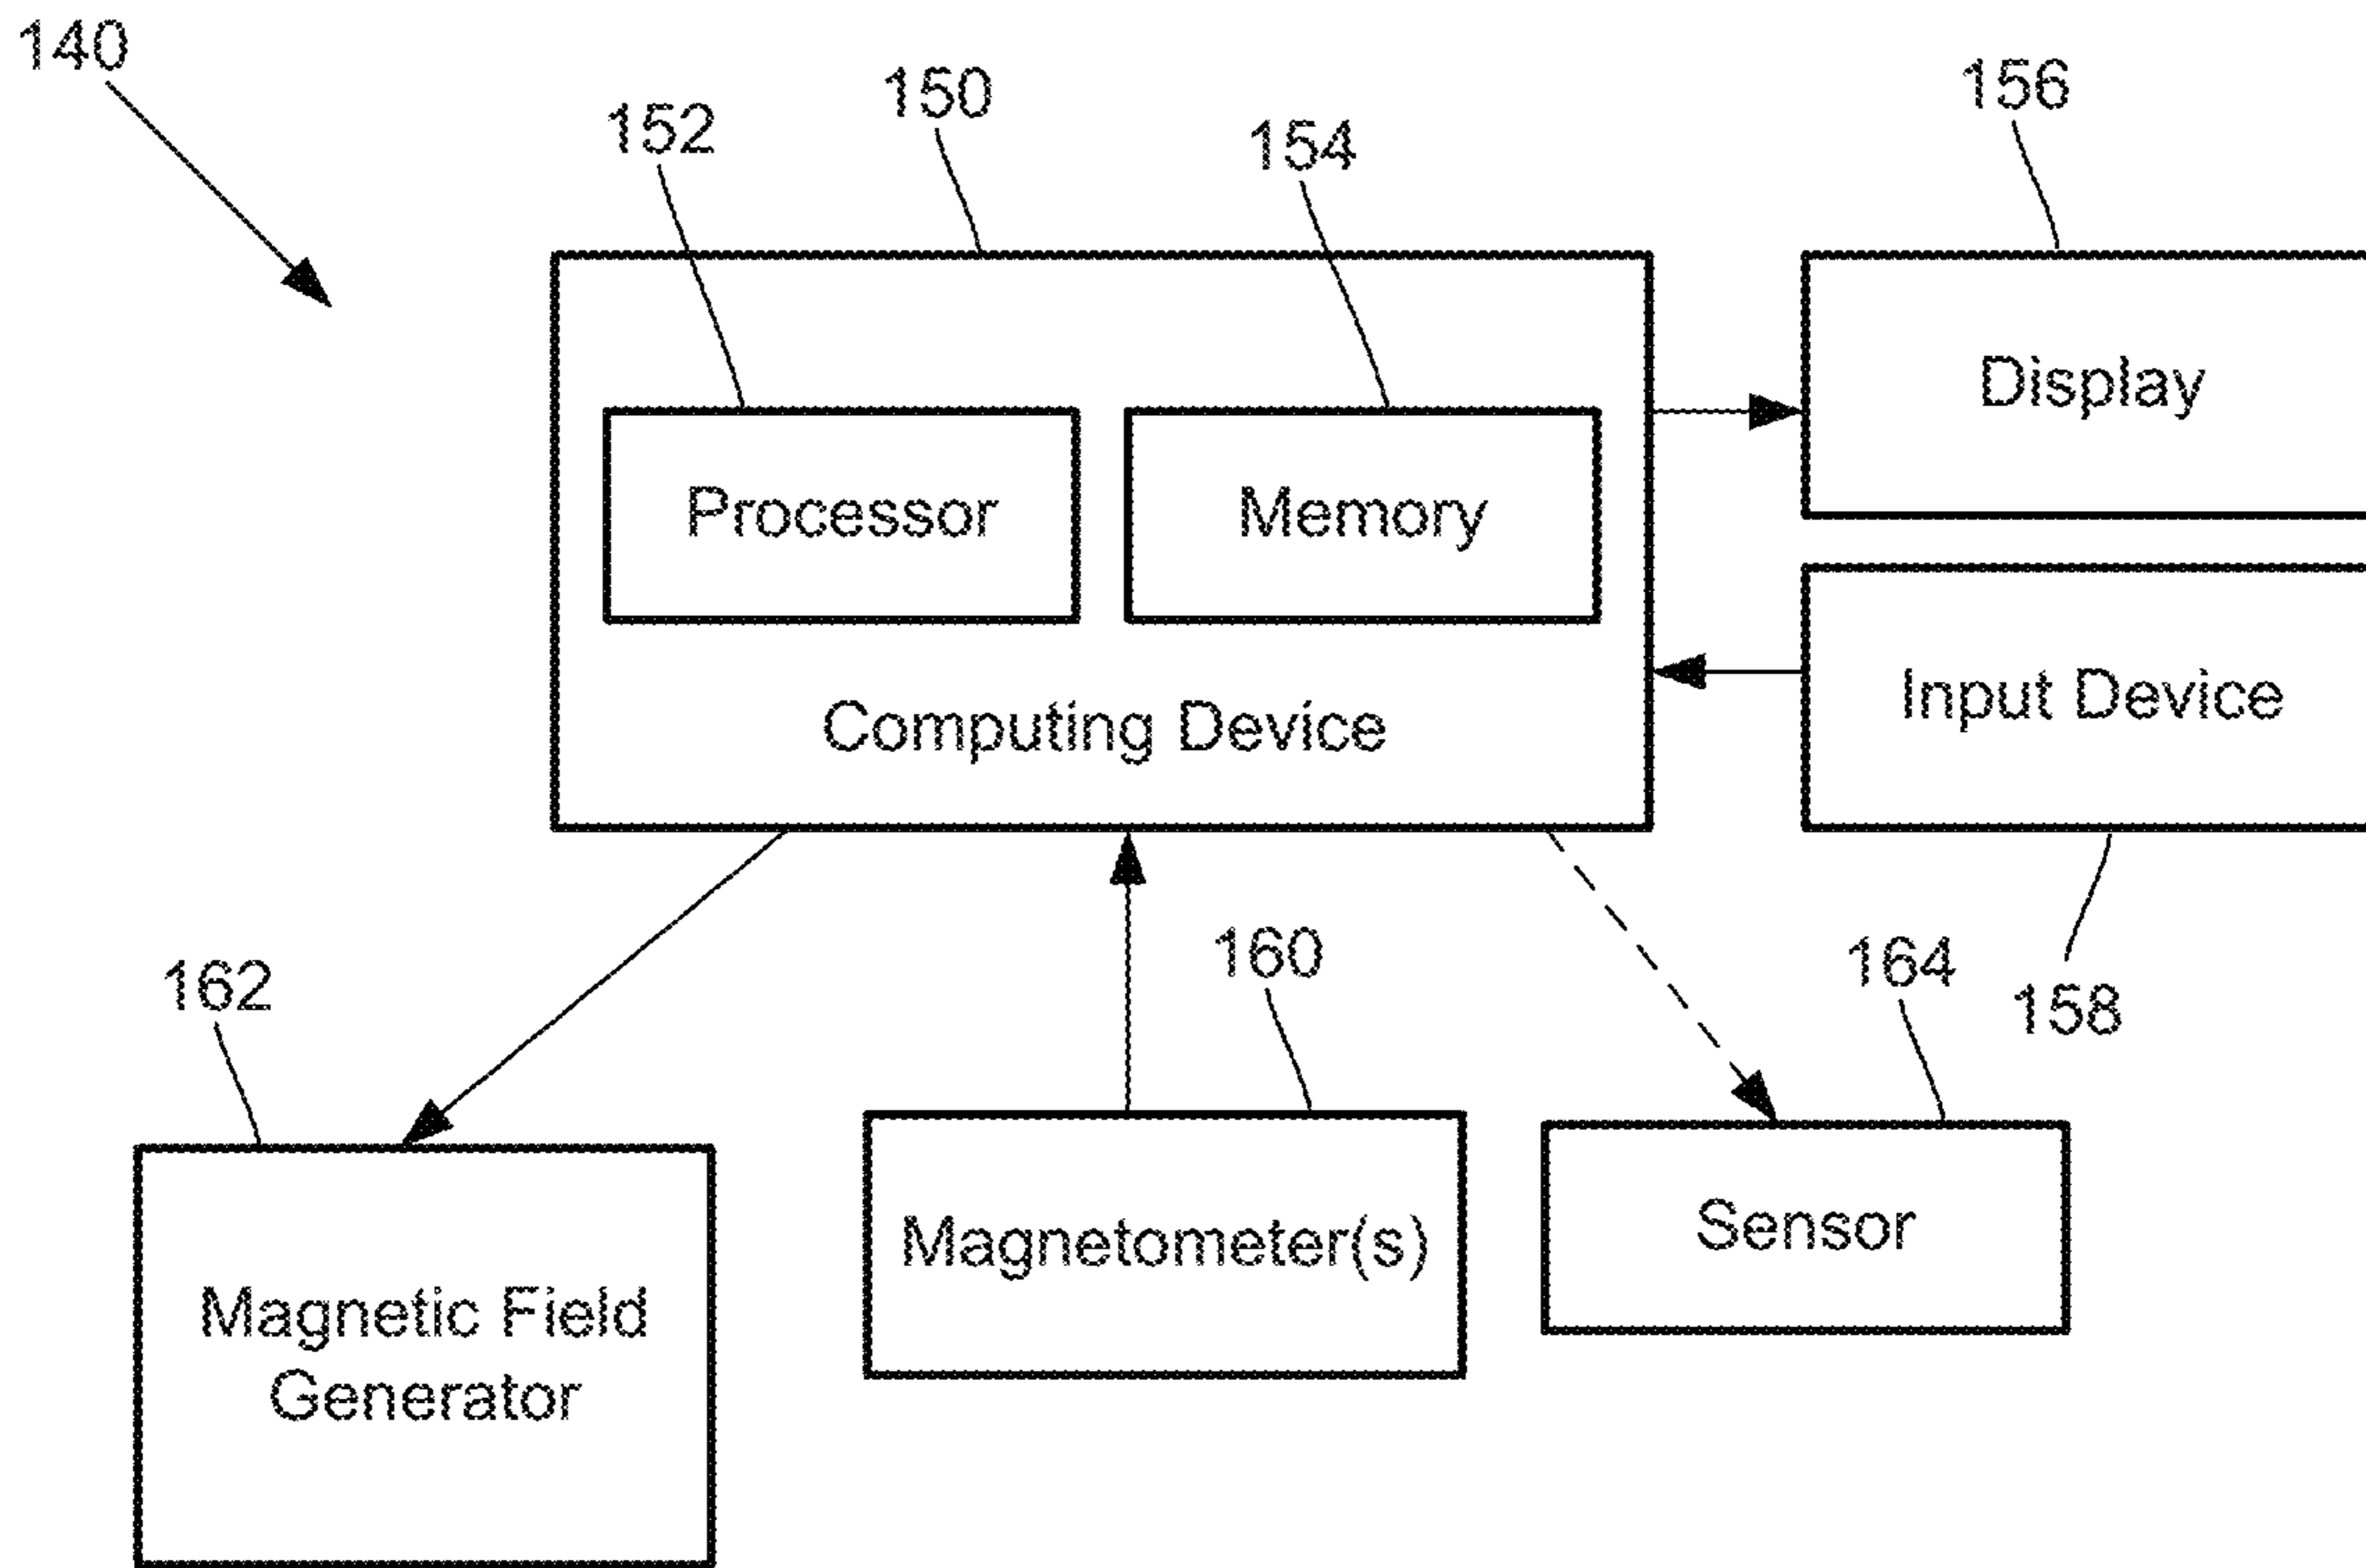 140
150
156
152
154
Display
Processor
Memory
Input Device
Computing Device
160
164
162
158
Sensor
Magnetometer(s)
Magnetic Field
Generator